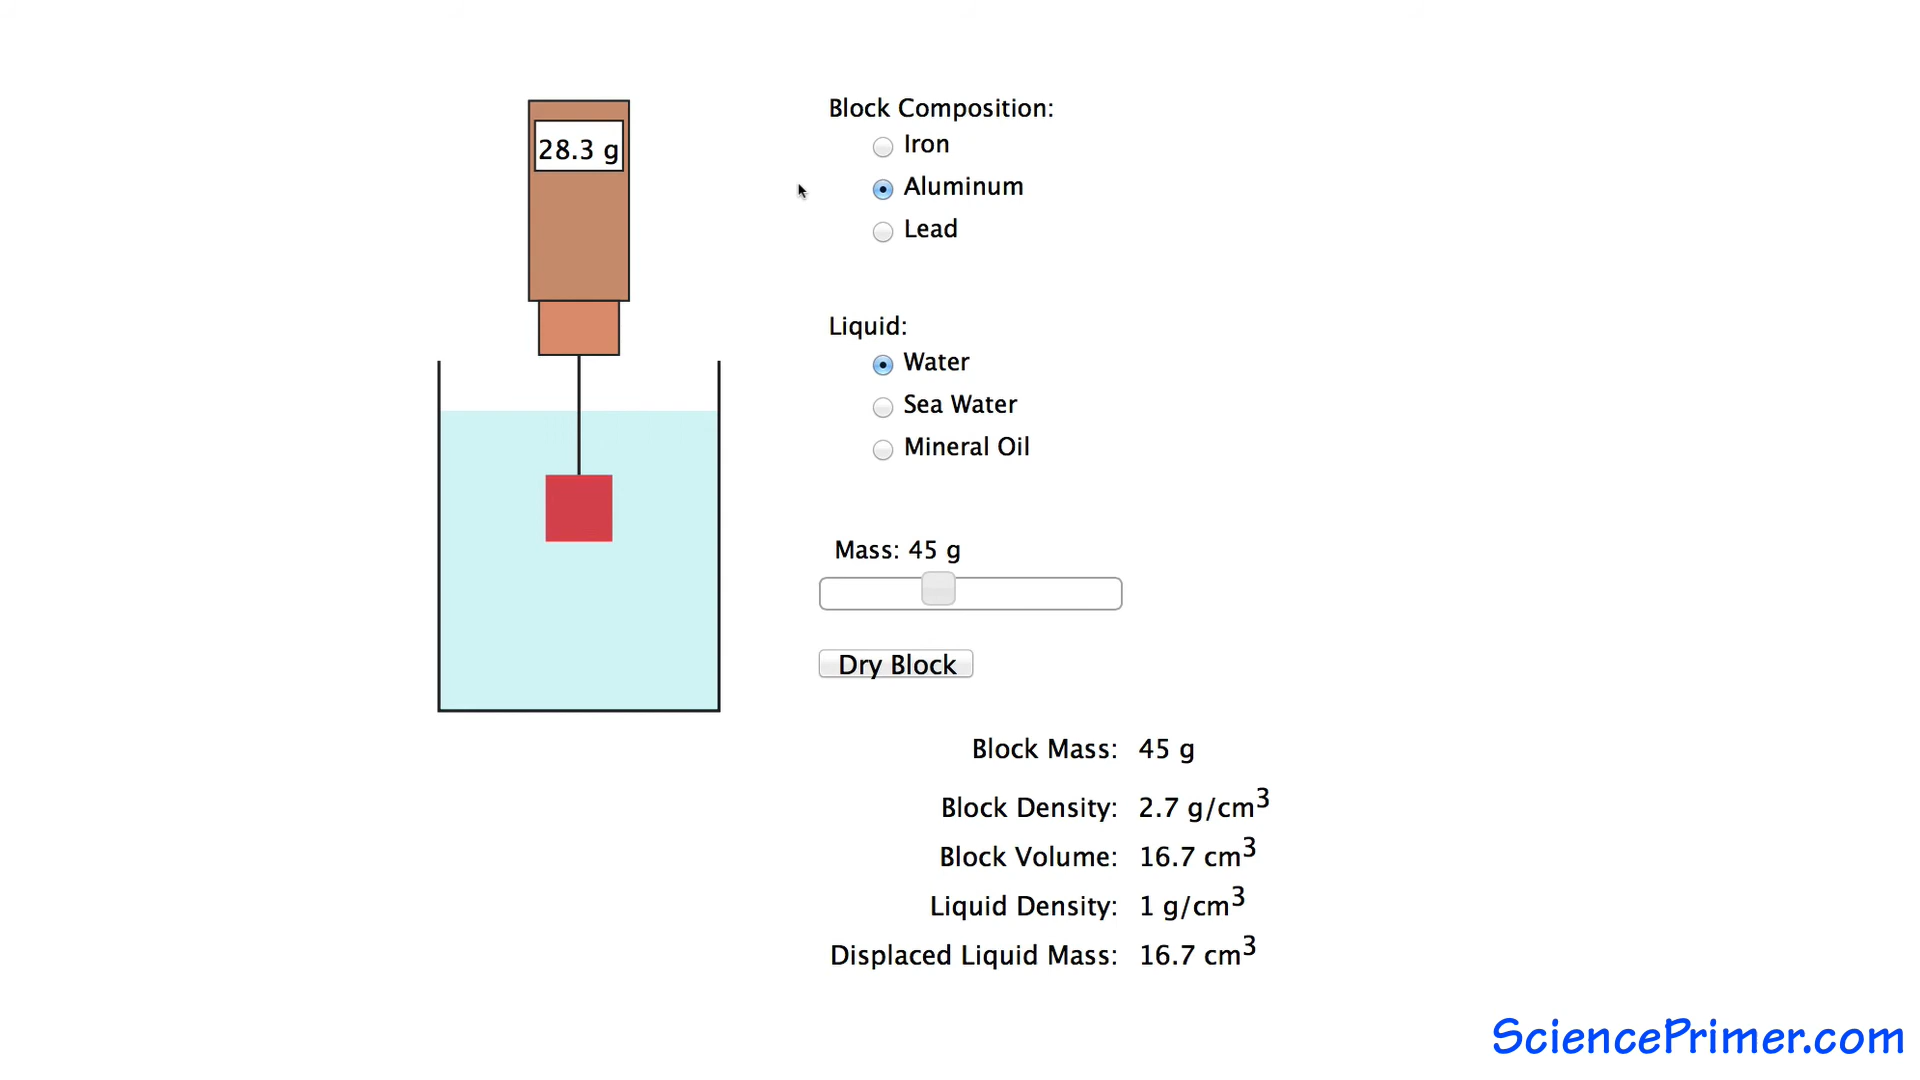 28.3 g
Block Composition:
Iron
Aluminum
Lead
Liquid:
Water
Sea Water
Mineral Oil
Mass: 45 g
Dry Block
Block Mass: 45 g
Block Density: 2.7 g/cm³
Block Volume: 16.7 cm³
Liquid Density: 1 g/cm³
Displaced Liquid Mass: 16.7 cm³
SciencePrimer.com